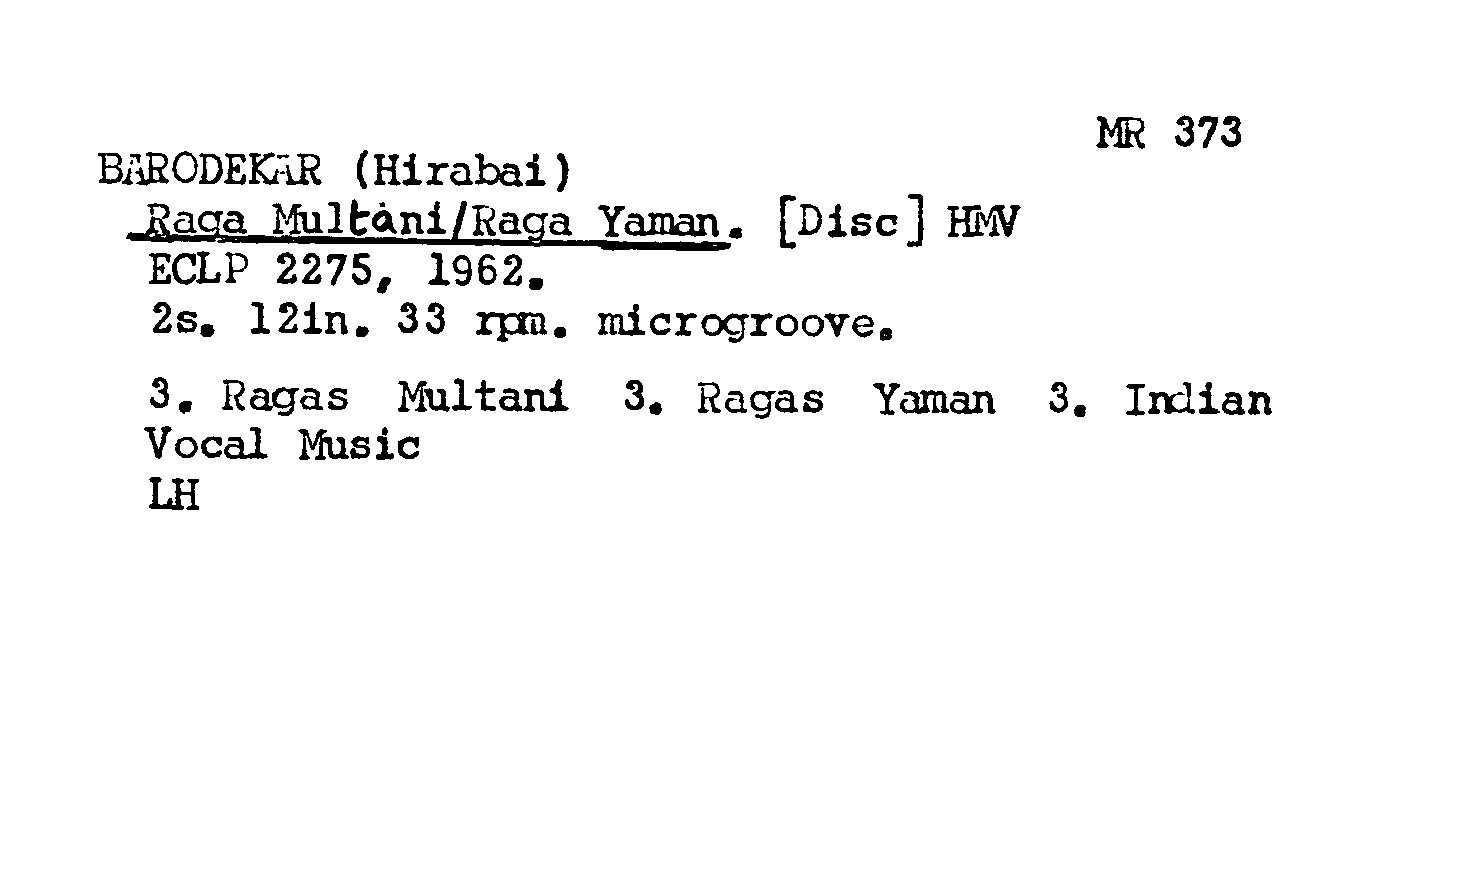 MR 373
BARODEKAR (Hirabai)
Raga Multani/Raga Yaman. [Disc] HMV
ECLP 2275, 1962.
2s. 12in. 33 rpm. microgroove.
3. Ragas Multani 3. Ragas Yaman 3. Indian
Vocal Music
LH